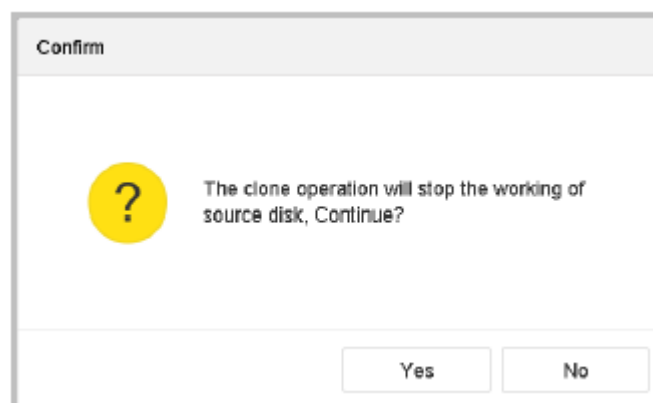 Confirm
?
The clone operation will stop the working of
source disk, Continue?
Yes
No